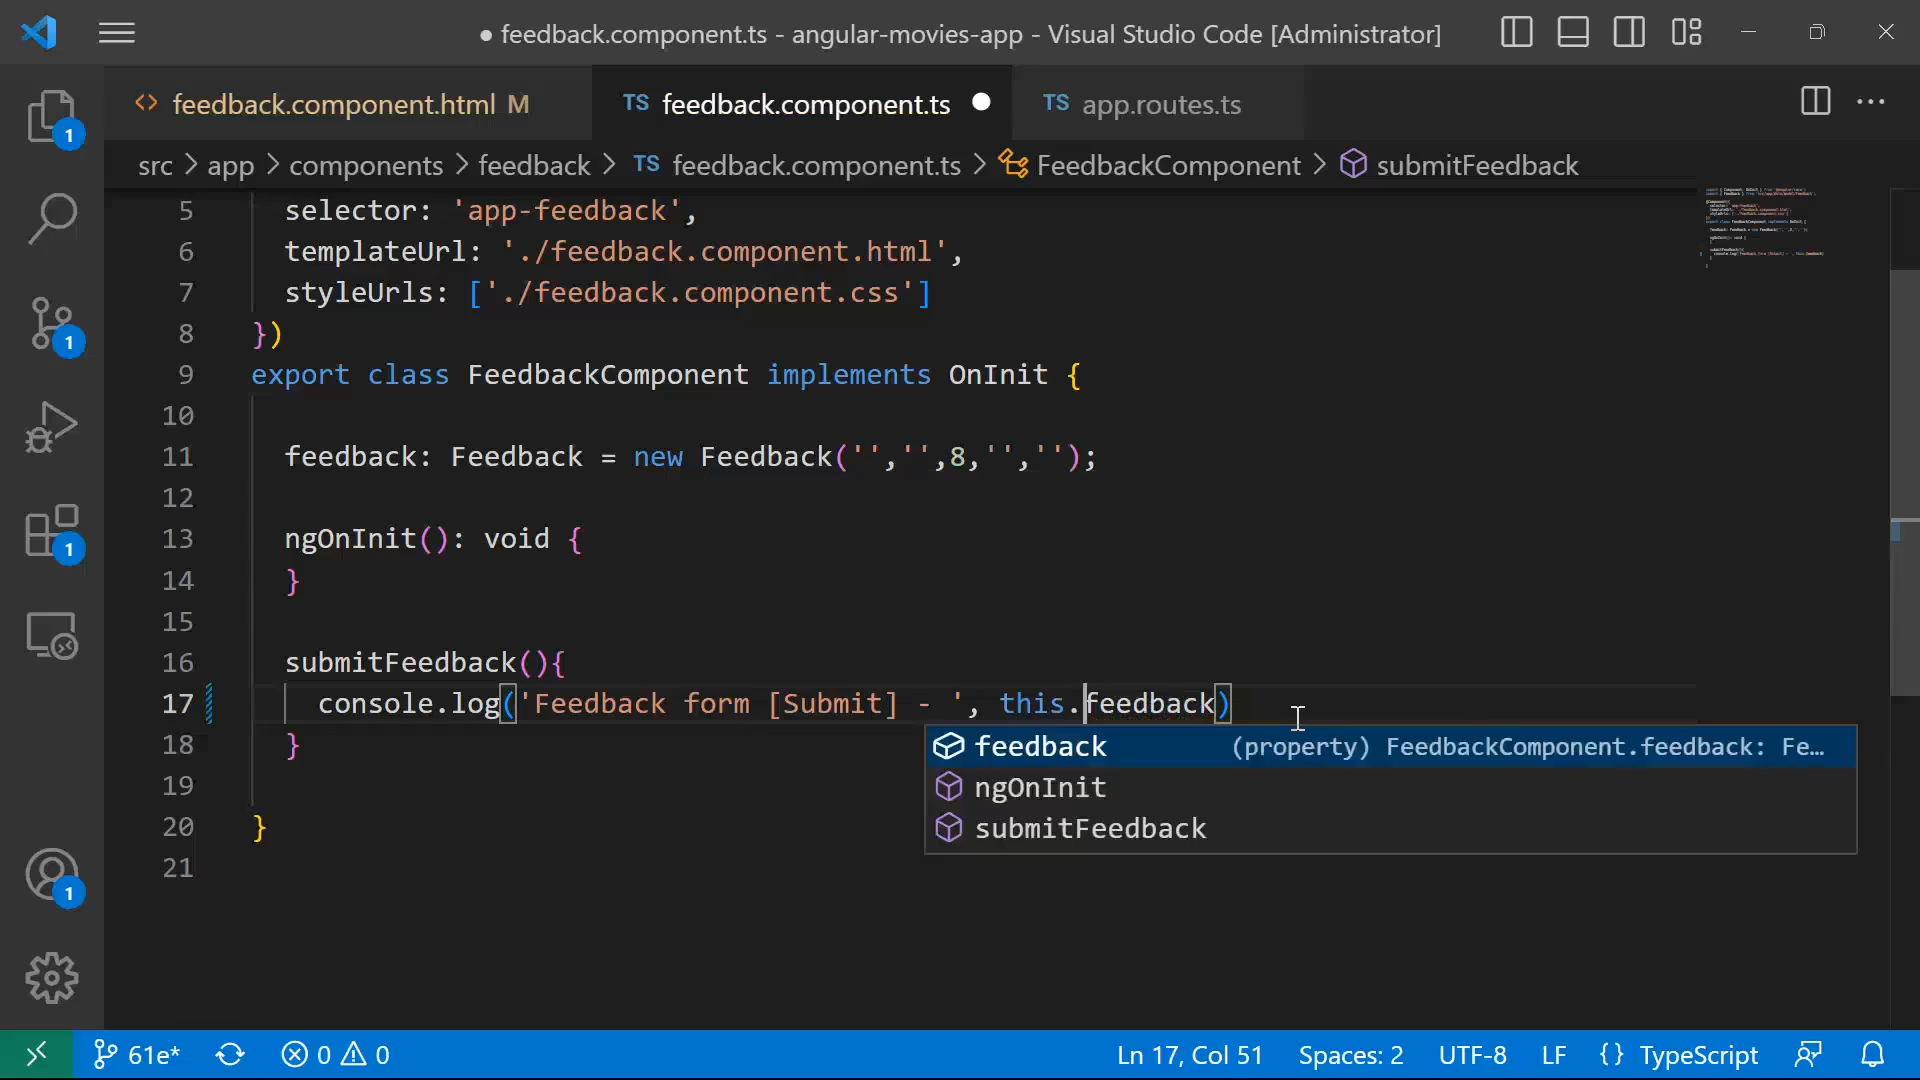 ● feedback.component.ts - angular-movies-app - Visual Studio Code [Administrator]
<> feedback.component.html M
TS feedback.component.ts ●
TS app.routes.ts
src > app > components > feedback > TS feedback.component.ts > FeedbackComponent > submitFeedback
5 selector: 'app-feedback',
6 templateUrl: './feedback.component.html',
7 styleUrls: ['./feedback.component.css']
8 })
9 export class FeedbackComponent implements OnInit {
10
11 feedback: Feedback = new Feedback('','',8,'','');
12
13 ngOnInit(): void {
14 }
15
16 submitFeedback(){
17 console.log('Feedback form [Submit] - ', this.feedback)
18 }
19
20 }
21
feedback (property) FeedbackComponent.feedback: Fe…
ngOnInit
submitFeedback
1
1
1
1
61e* 0 0 Ln 17, Col 51 Spaces: 2 UTF-8 LF {} TypeScript